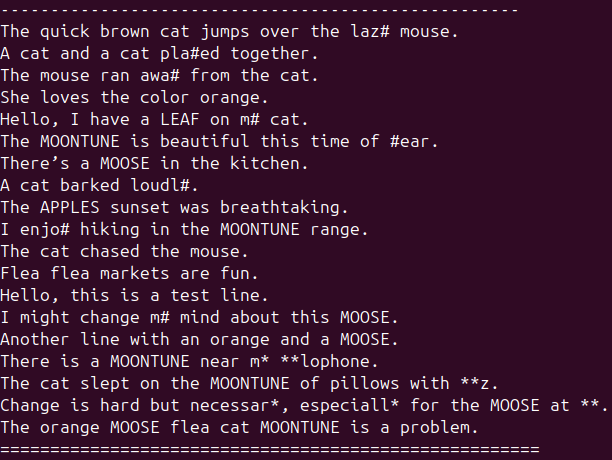 ----------------------------------------------------
The quick brown cat jumps over the laz# mouse.
A cat and a cat pla#ed together.
The mouse ran awa# from the cat.
She loves the color orange.
Hello, I have a LEAF on m# cat.
The MOONTUNE is beautiful this time of #ear.
There’s a MOOSE in the kitchen.
A cat barked loudl#.
The APPLES sunset was breathtaking.
I enjo# hiking in the MOONTUNE range.
The cat chased the mouse.
Flea flea markets are fun.
Hello, this is a test line.
I might change m# mind about this MOOSE.
Another line with an orange and a MOOSE.
There is a MOONTUNE near m* **lophone.
The cat slept on the MOONTUNE of pillows with **z.
Change is hard but necessar*, especiall* for the MOOSE at **.
The orange MOOSE flea cat MOONTUNE is a problem.
======================================================